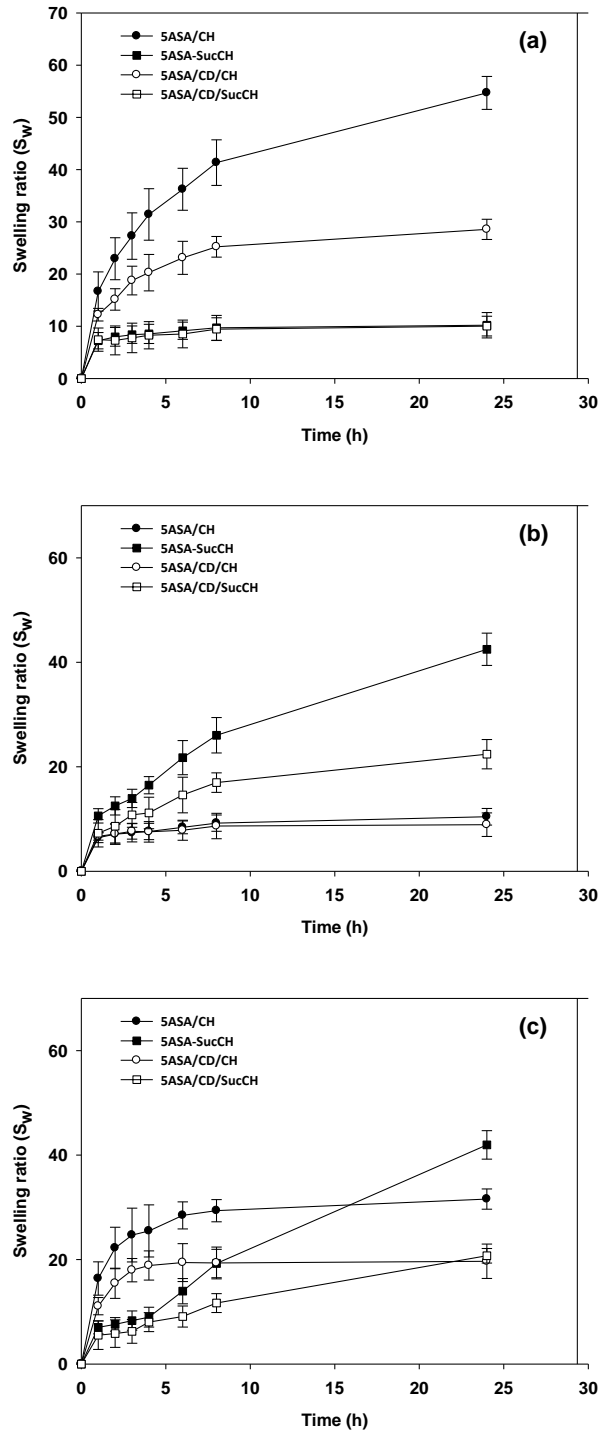 (a)
5ASA/CH
5ASA-SucCH
5ASA/CD/CH
5ASA/CD/SucCH
Swelling ratio (Sw)
70
60
50
40
30
20
10
0
0 5 10 15 20 25 30
Time (h)
(b)
5ASA/CH
5ASA-SucCH
5ASA/CD/CH
5ASA/CD/SucCH
Swelling ratio (Sw)
60
40
20
0
0 5 10 15 20 25 30
Time (h)
(c)
5ASA/CH
5ASA-SucCH
5ASA/CD/CH
5ASA/CD/SucCH
Swelling ratio (Sw)
60
40
20
0
0 5 10 15 20 25 30
Time (h)